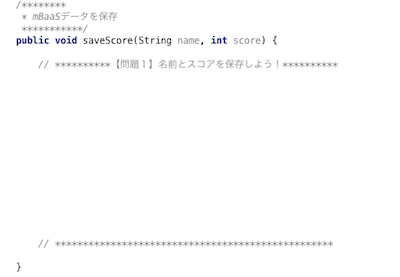 /********
 * mBaaSデータを保存
 ***********/
public void saveScore(String name, int score) {
    // **********【問題１】名前とスコアを保存しよう！**********
    // **************************************************
}